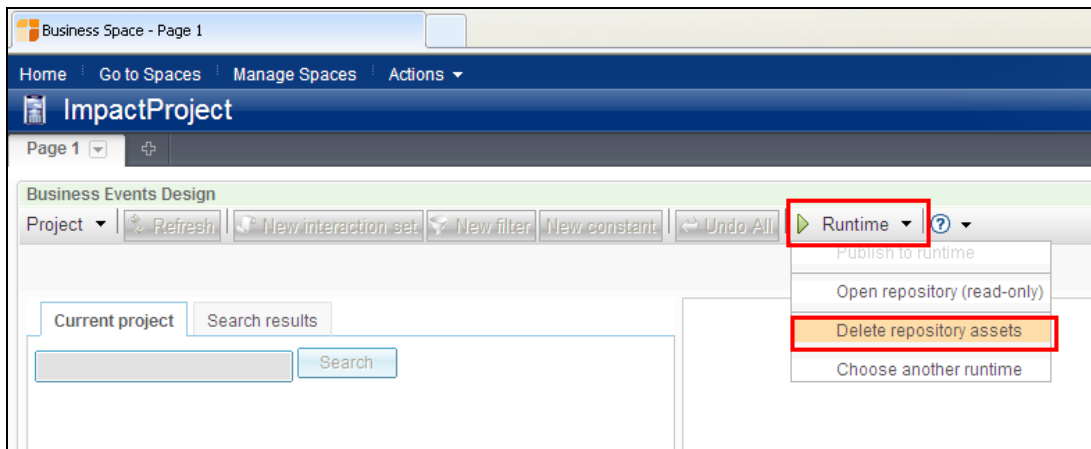 Business Space - Page 1
Home Go to Spaces Manage Spaces Actions
ImpactProject
Page 1
Business Events Design
Project Refresh New interaction set New filter New constant Undo All Runtime ?
Publish to runtime
Open repository (read-only)
Current project Search results
Delete repository assets
Search
Choose another runtime